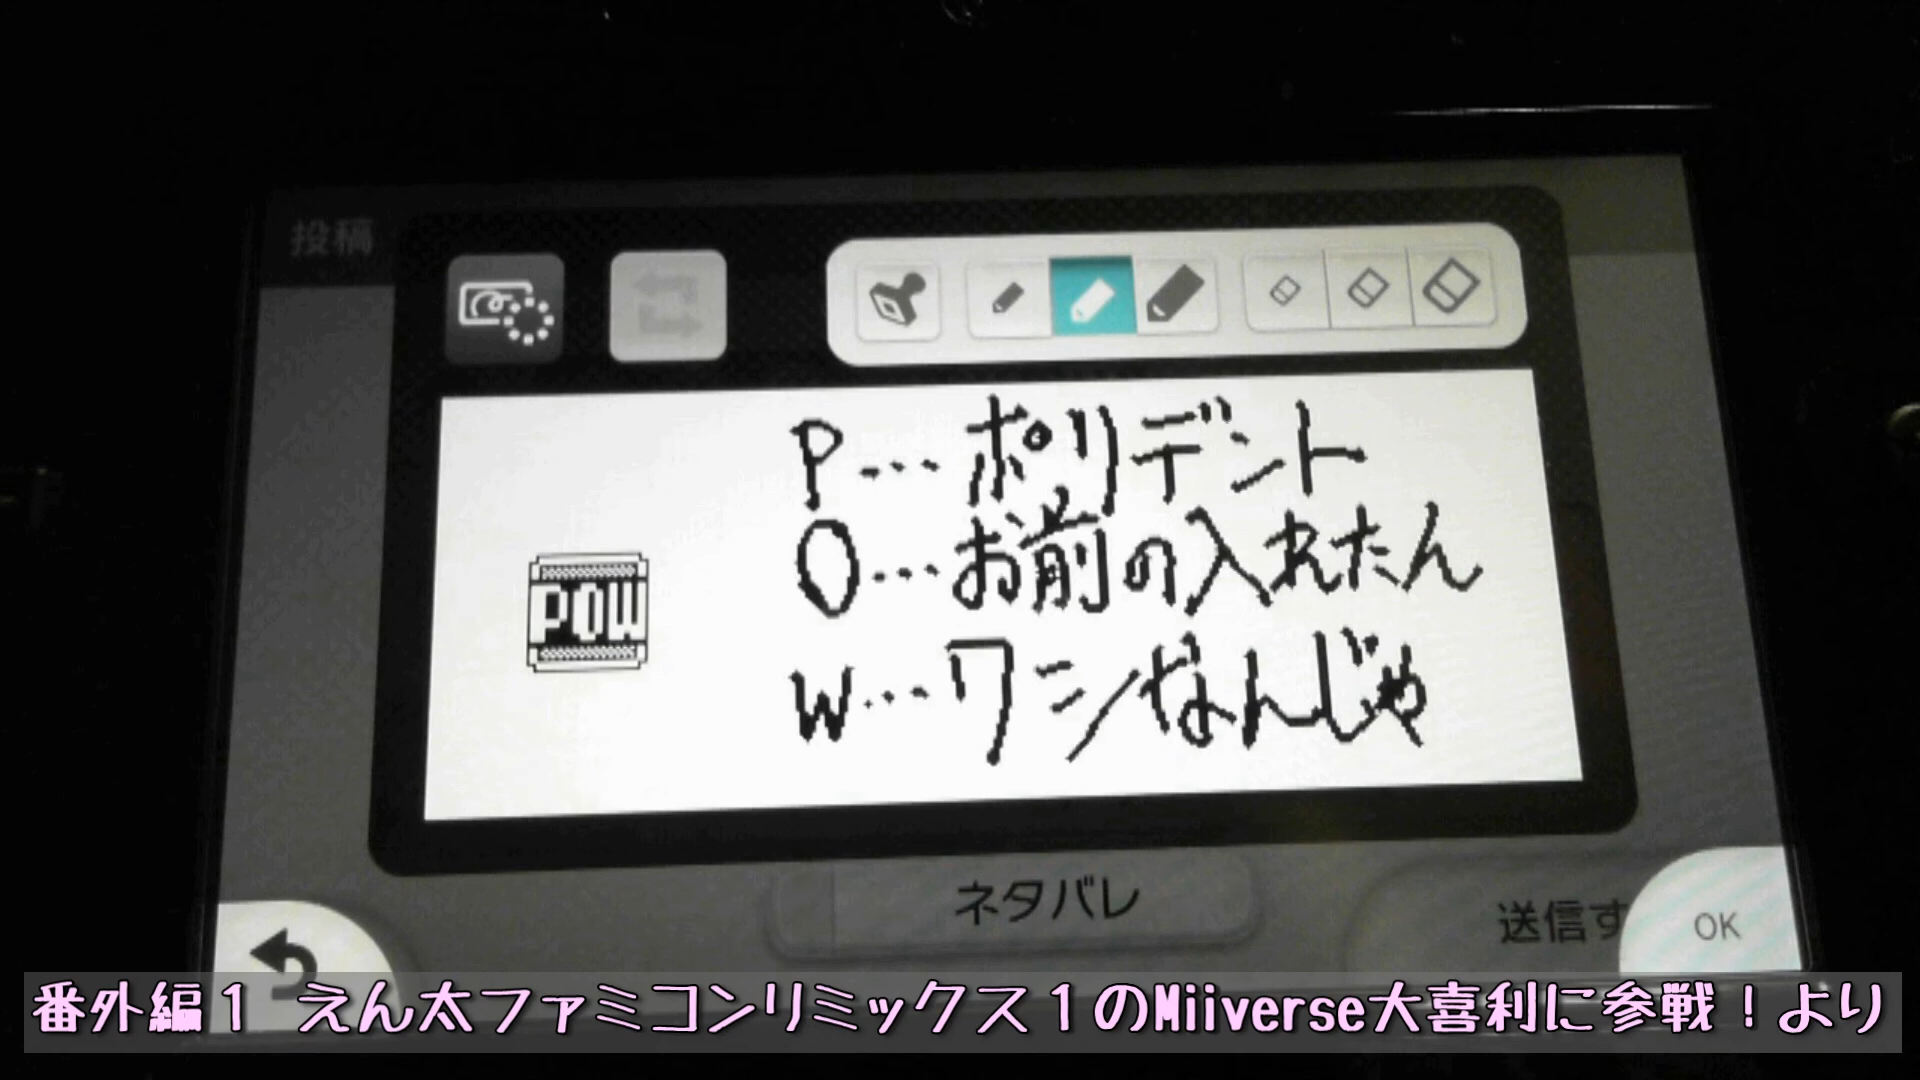 投稿
P…ポリデント
O…お前の入れたん
W…ワシなんじゃ
POW
ネタバレ
送信す
OK
番外編1 えん太ファミコンリミックス1のMiiverse大喜利に参戦！より